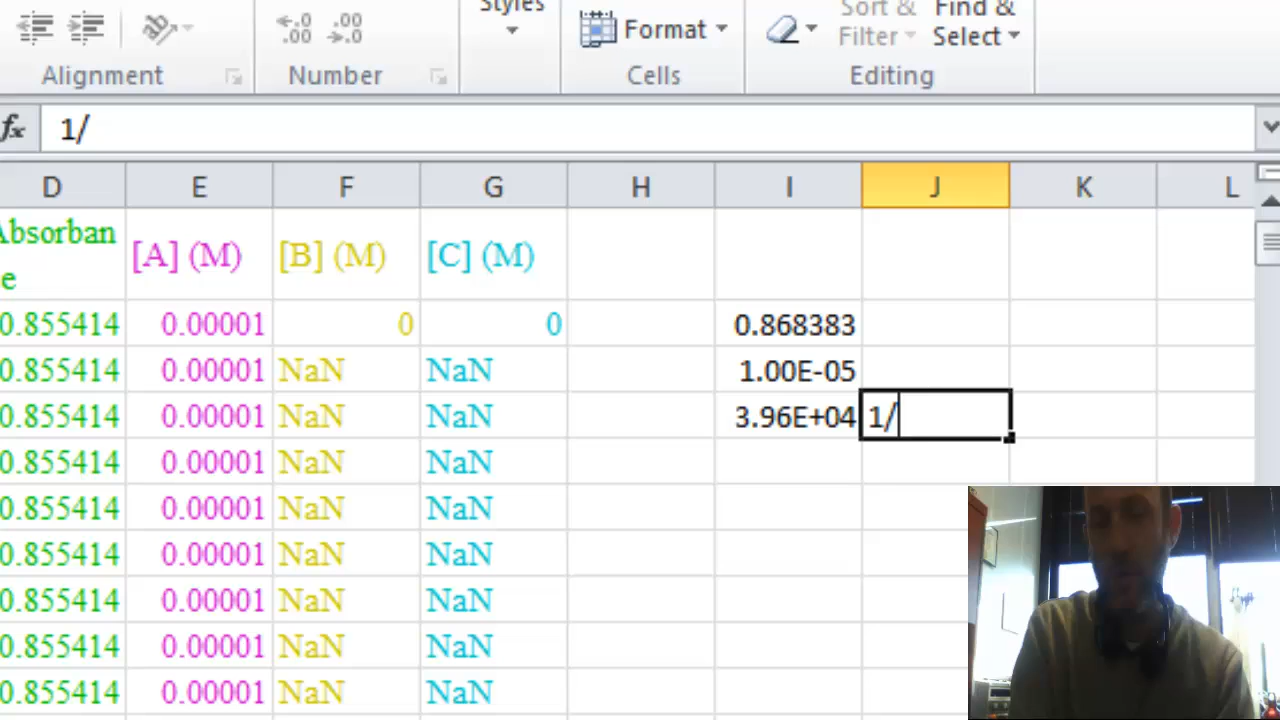 Styles
Format
Sort &
Filter
Find &
Select
Alignment
Number
Cells
Editing
fx 1/
D E F G H I J K L
Absorban
e [A] (M) [B] (M) [C] (M)
0.855414 0.00001 0 0 0.868383
0.855414 0.00001 NaN NaN 1.00E-05
0.855414 0.00001 NaN NaN 3.96E+04 1/
0.855414 0.00001 NaN NaN
0.855414 0.00001 NaN NaN
0.855414 0.00001 NaN NaN
0.855414 0.00001 NaN NaN
0.855414 0.00001 NaN NaN
0.855414 0.00001 NaN NaN